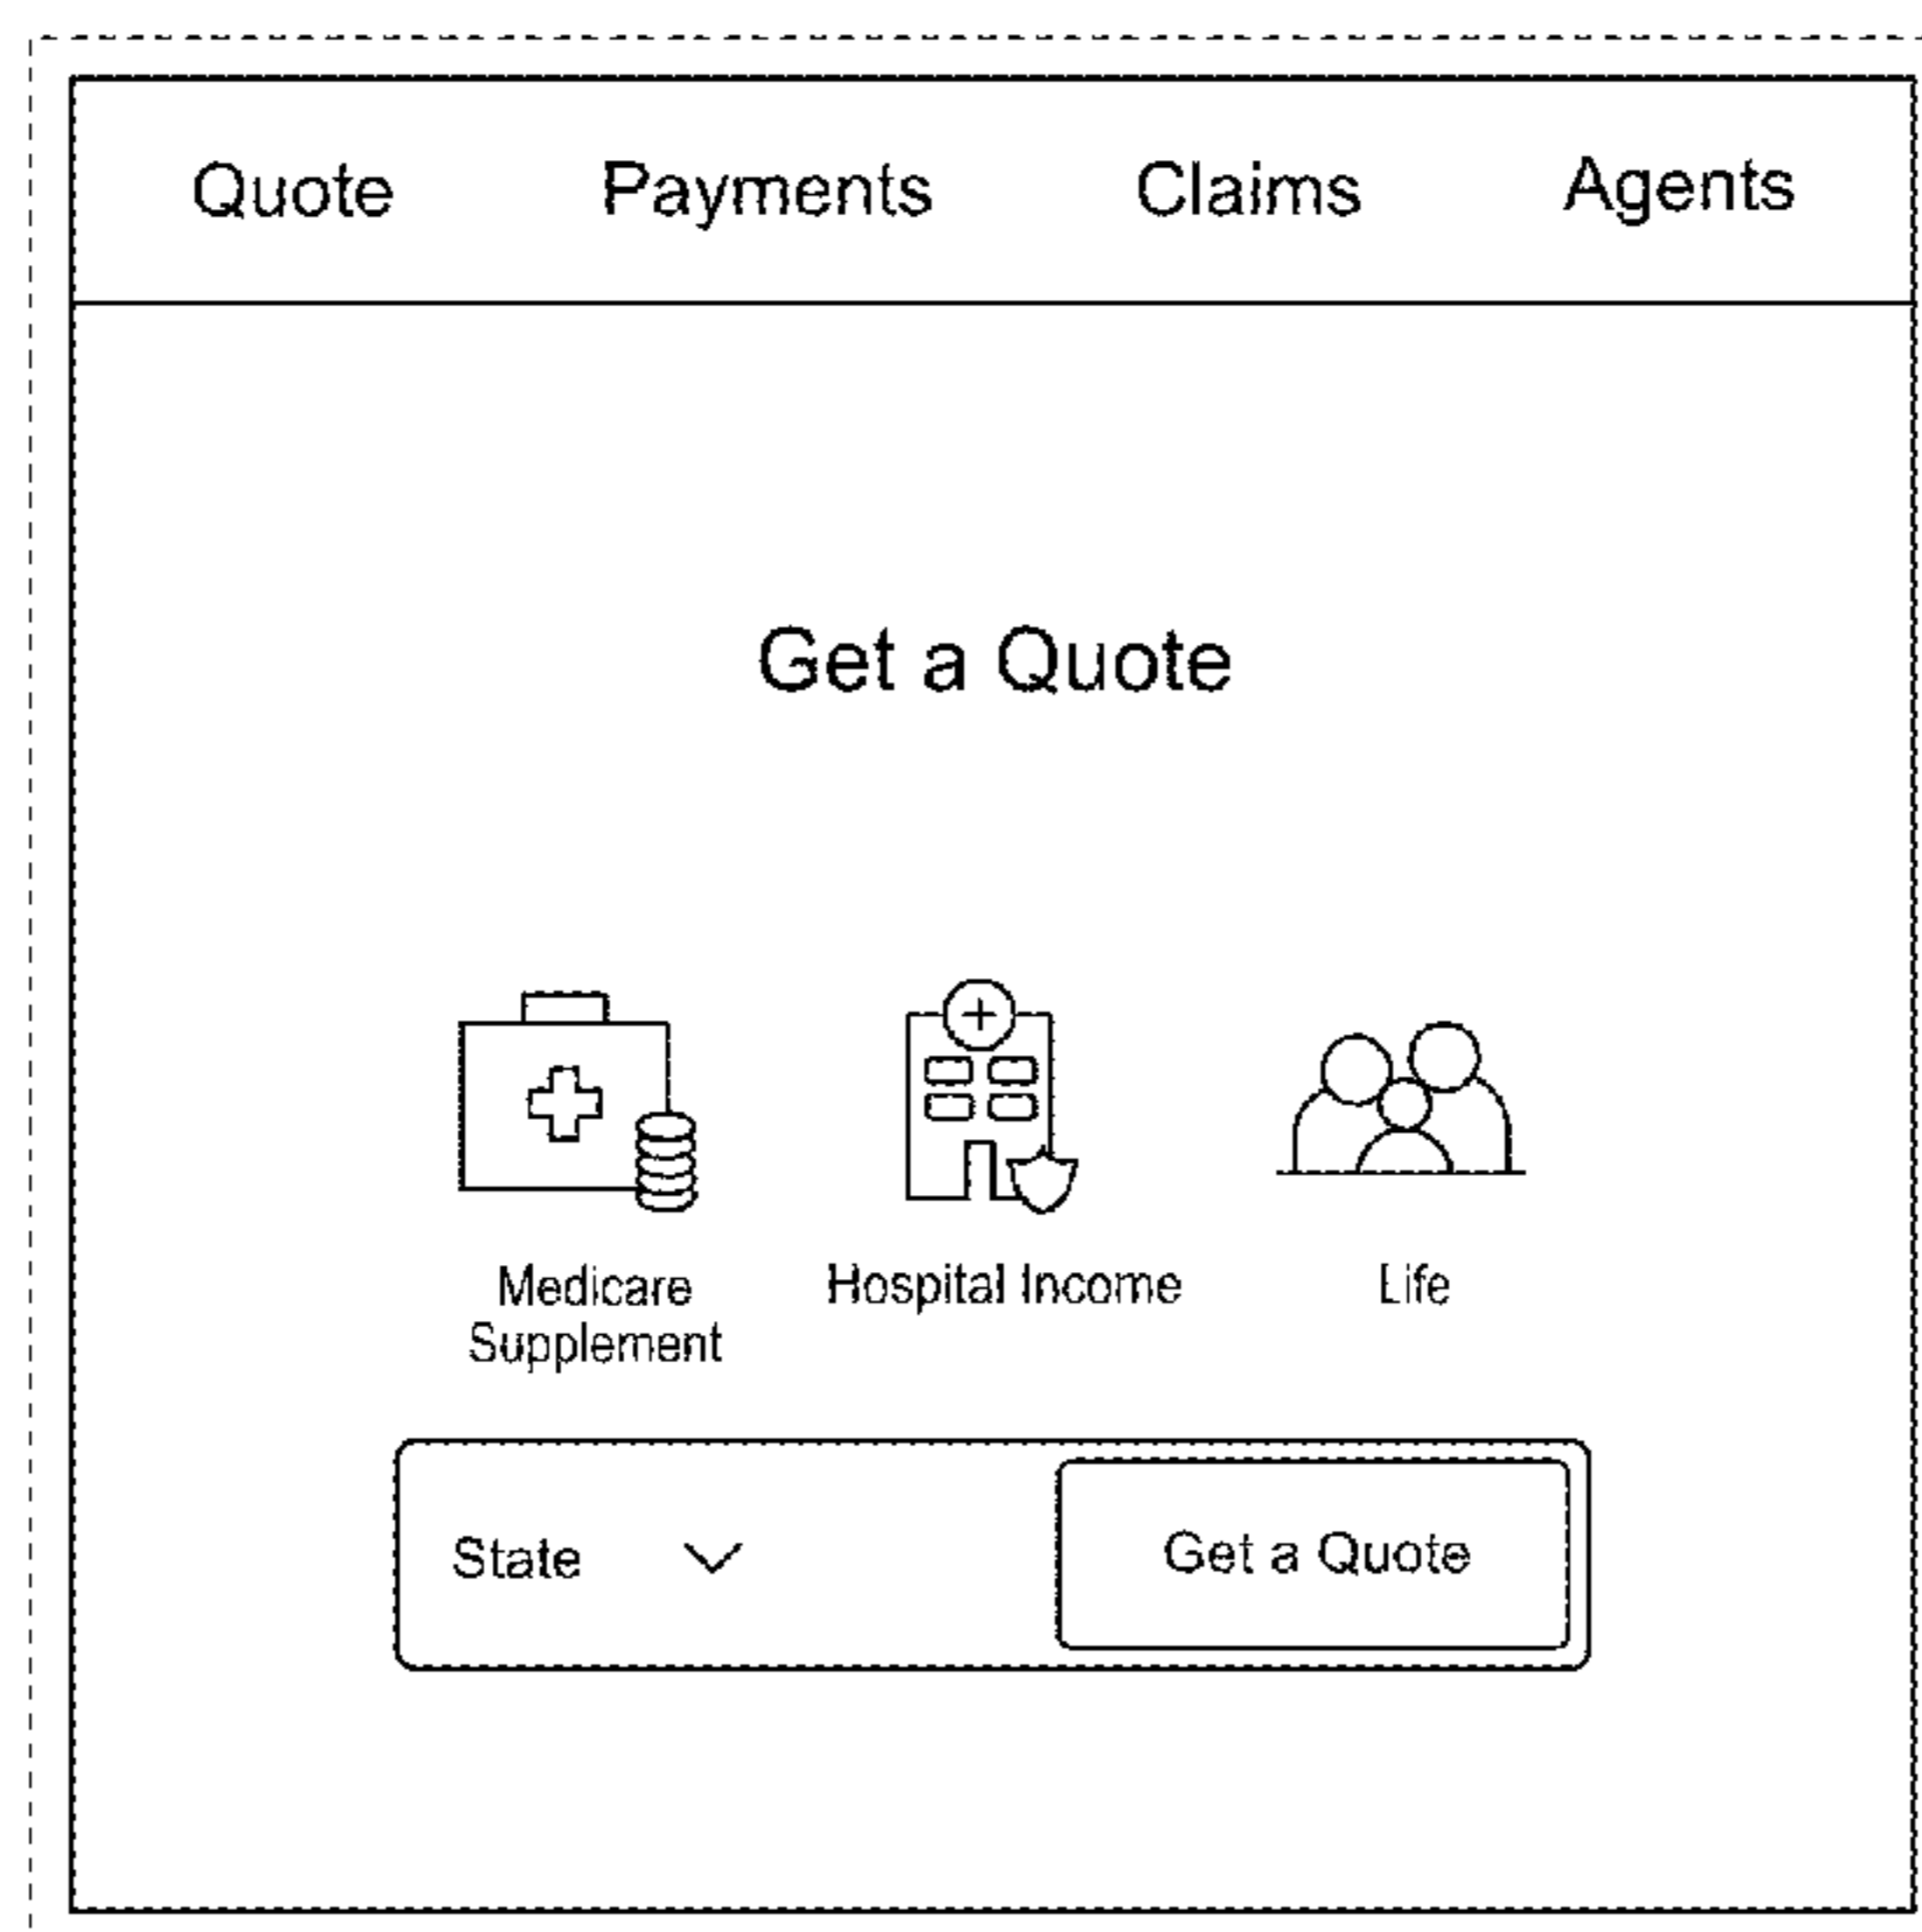 Quote Payments Claims Agents
Get a Quote
Medicare
Supplement
Hospital Income
Life
State
Get a Quote